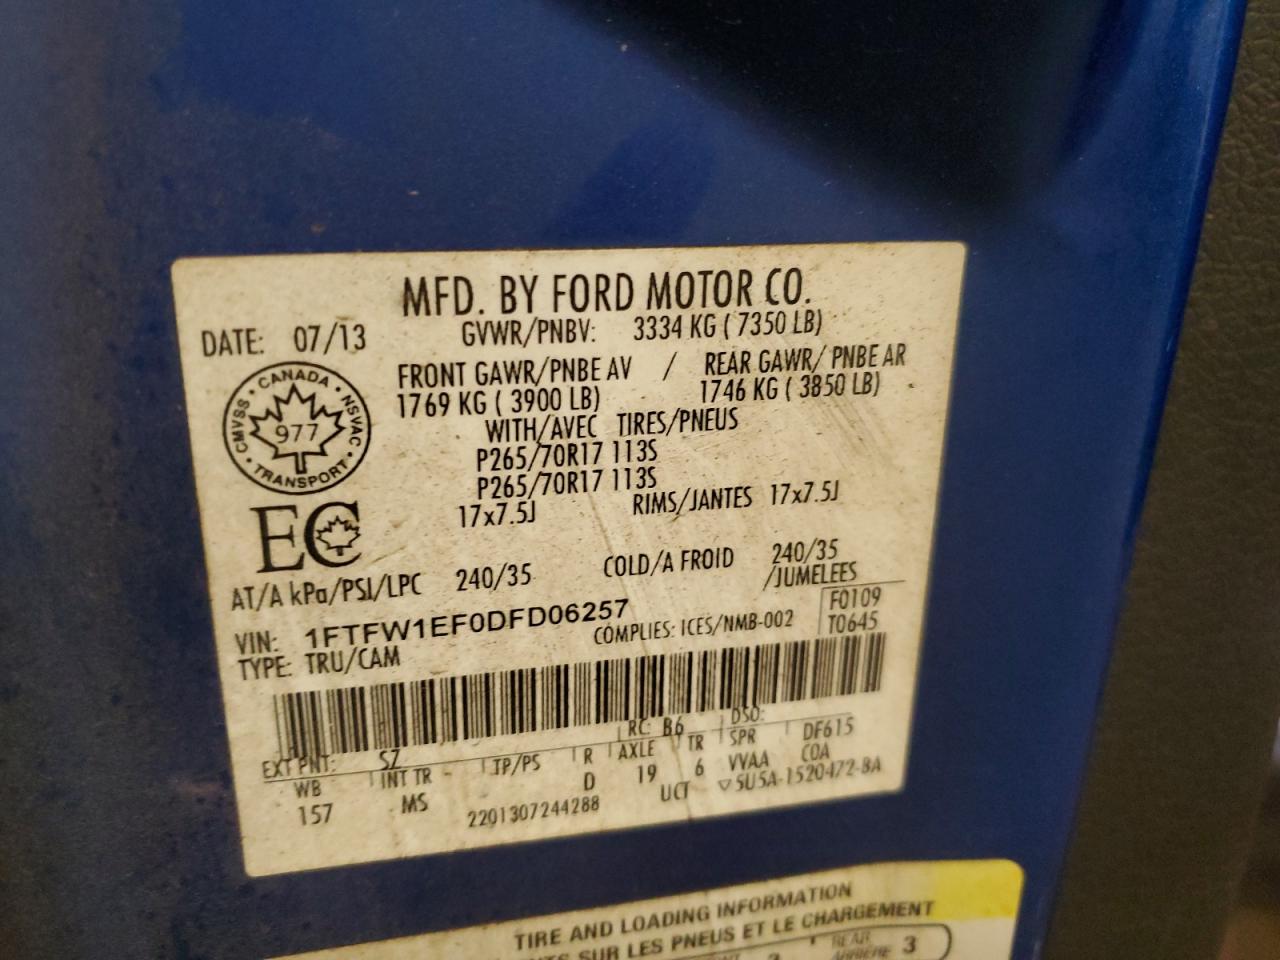 MFD. BY FORD MOTOR CO.
DATE: 07/13 GVWR/PNBV: 3334 KG ( 7350 LB)
FRONT GAWR/PNBE AV / REAR GAWR/ PNBE AR
1769 KG ( 3900 LB) 1746 KG ( 3850 LB)
WITH/AVEC TIRES/PNEUS
P265/70R17 113S
P265/70R17 113S
17x7.5J RIMS/JANTES 17x7.5J
CANADA · NSVAC · TRANSPORT · CMVSS ·
977
EC
AT/A kPa/PSI/LPC 240/35 COLD/A FROID 240/35
/JUMELEES
VIN: 1FTFW1EF0DFD06257 F0109
TYPE: TRU/CAM COMPLIES: ICES/NMB-002 T0645
EXT PNT: SZ RC: B6 DSO: DF615
WB INT TR TP/PS R AXLE TR SPR COA
157 MS D 19 6 VVAA
2201307244288 UCT ▽5U5A-1520472-BA
TIRE AND LOADING INFORMATION
SUR LES PNEUS ET LE CHARGEMENT
REAR
ARRIÈRE 3